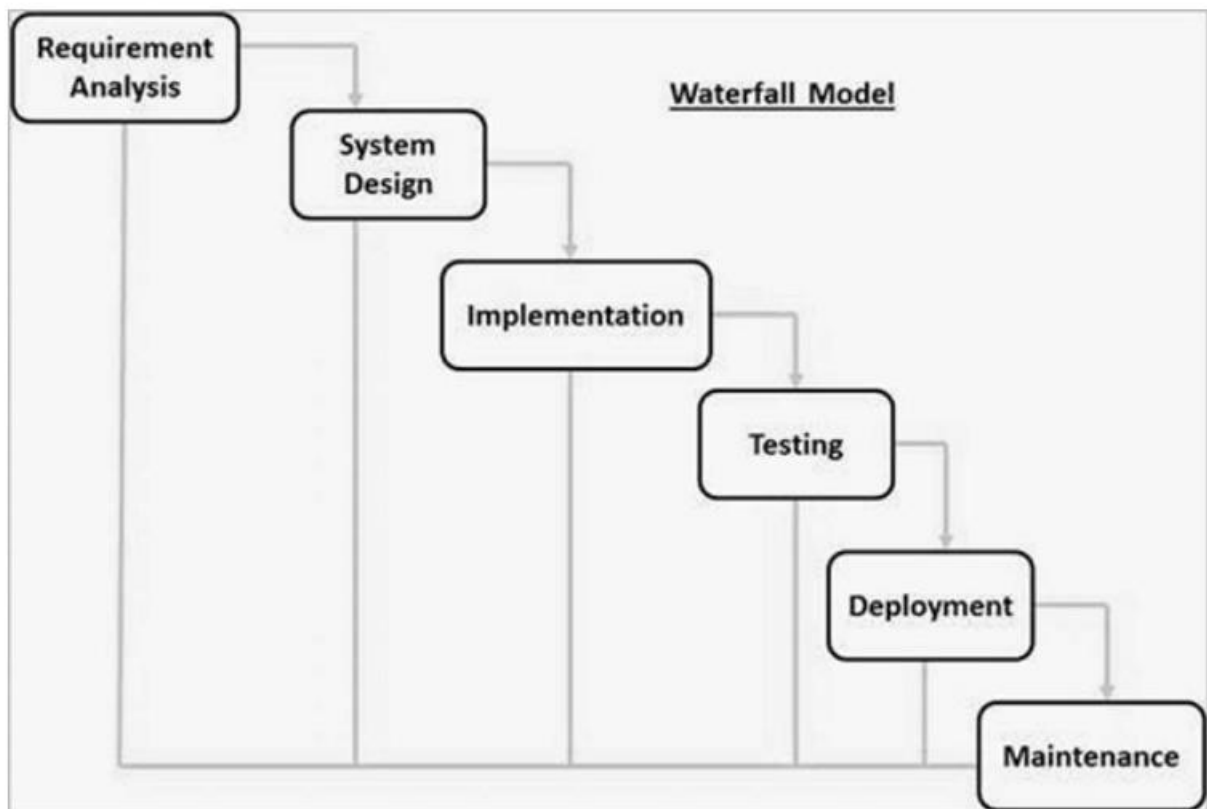 Requirement
Analysis
Waterfall Model
System
Design
Implementation
Testing
Deployment
Maintenance